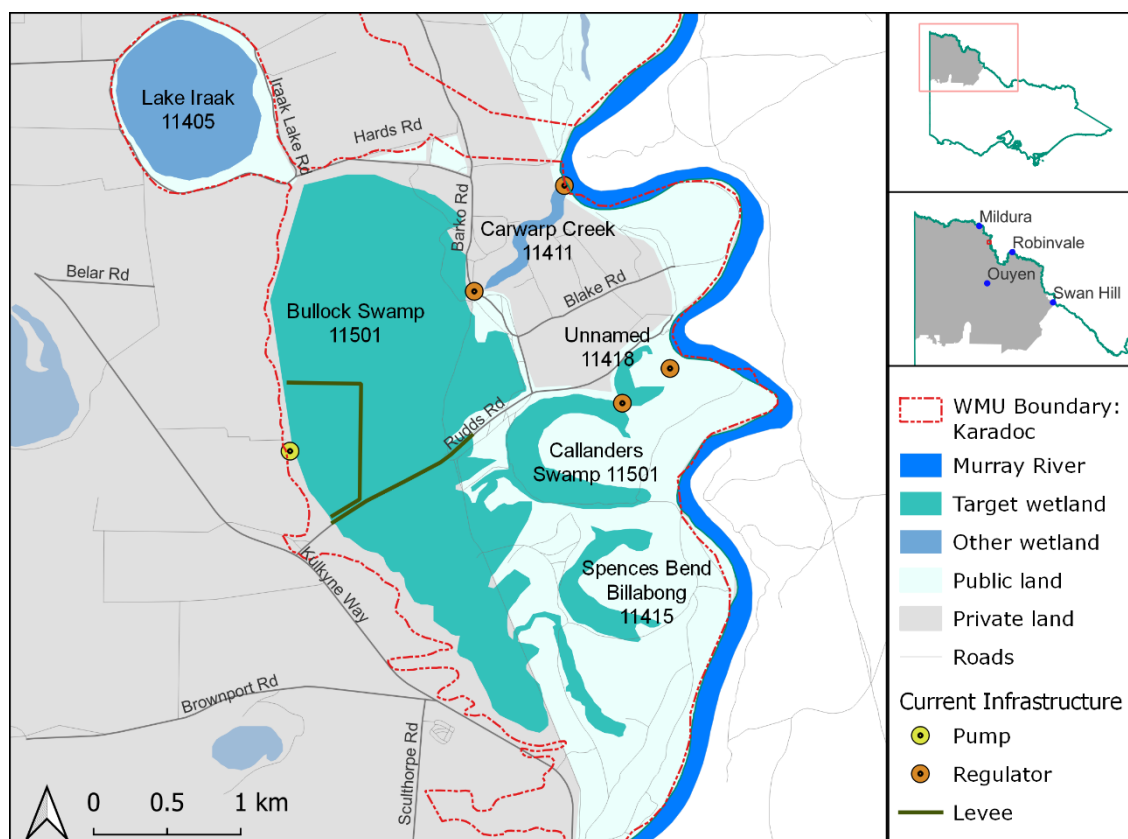 Lake Iraak
11405
Iraak Lake Rd
Hards Rd
Barko Rd
Carwarp Creek
11411
Belar Rd
Blake Rd
Bullock Swamp
11501
Unnamed
11418
Rudds Rd
Callanders
Swamp 11501
Kulkyne Way
Spences Bend
Billabong
11415
Brownport Rd
Sculthorpe Rd
0 0.5 1 km
Mildura
Robinvale
Ouyen
Swan Hill
WMU Boundary:
Karadoc
Murray River
Target wetland
Other wetland
Public land
Private land
Roads
Current Infrastructure
Pump
Regulator
Levee